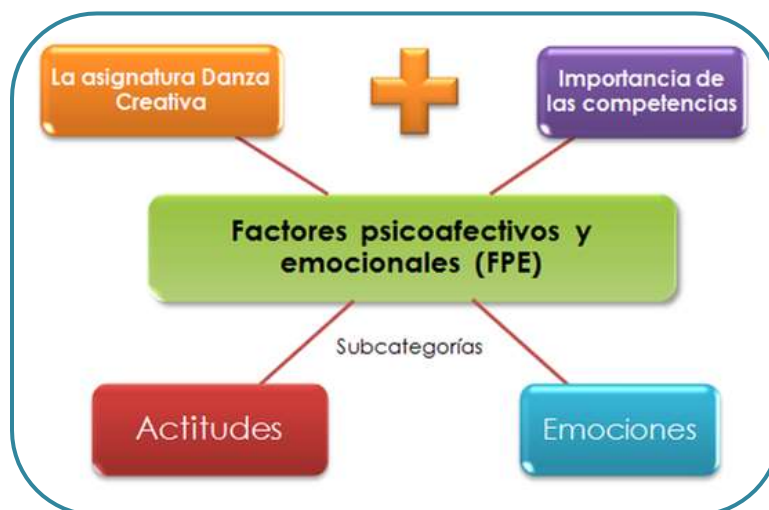 La asignatura Danza
Creativa
Importancia de
las competencias
Factores psicoafectivos y
emocionales (FPE)
Subcategorías
Actitudes
Emociones